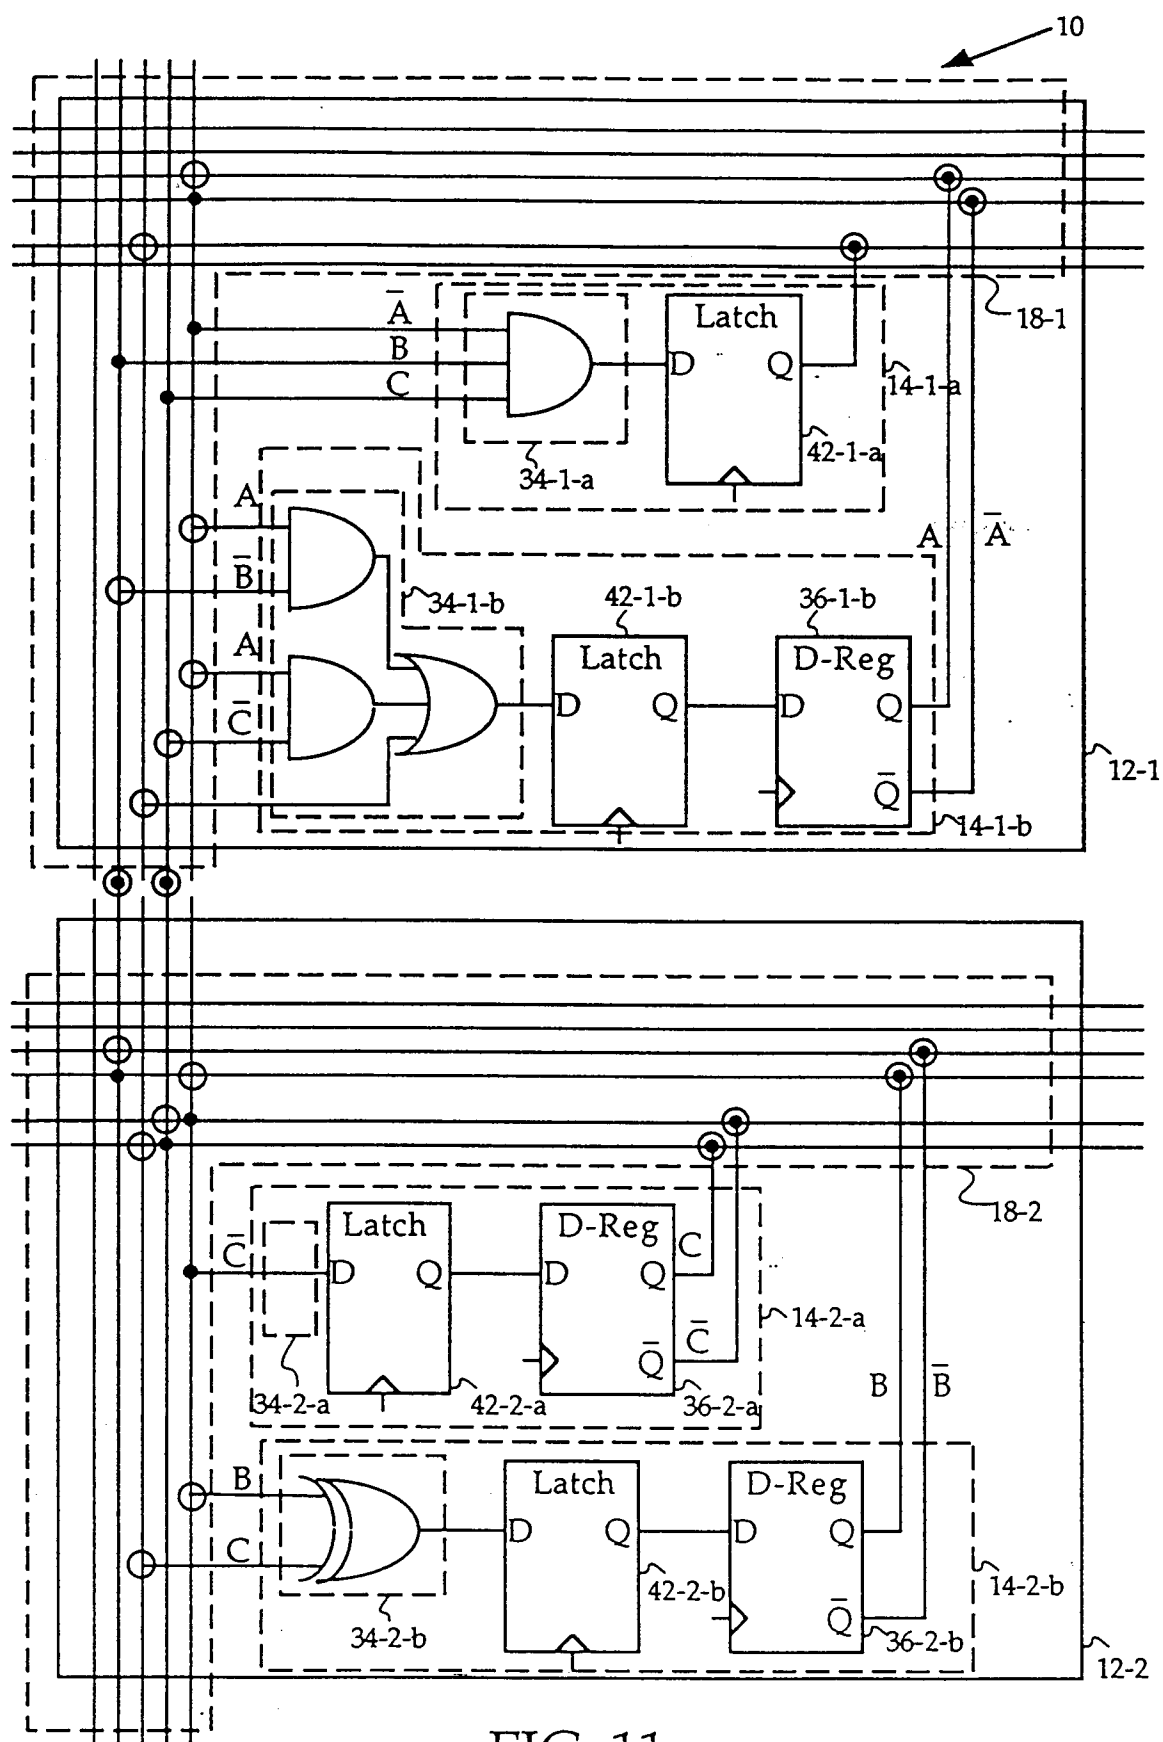 10
18-1
A̅
B
C
Latch
D
Q
14-1-a
42-1-a
34-1-a
A
B̅
34-1-b
A
C̅
42-1-b
Latch
D
Q
36-1-b
D-Reg
D
Q
Q̅
A
A̅
12-1
14-1-b
18-2
C̅
Latch
D
Q
D-Reg
D
Q
Q̅
C
C̅
14-2-a
34-2-a
42-2-a
36-2-a
B
B̅
B
C
Latch
D
Q
D-Reg
D
Q
Q̅
34-2-b
42-2-b
36-2-b
14-2-b
12-2
FIG. 11